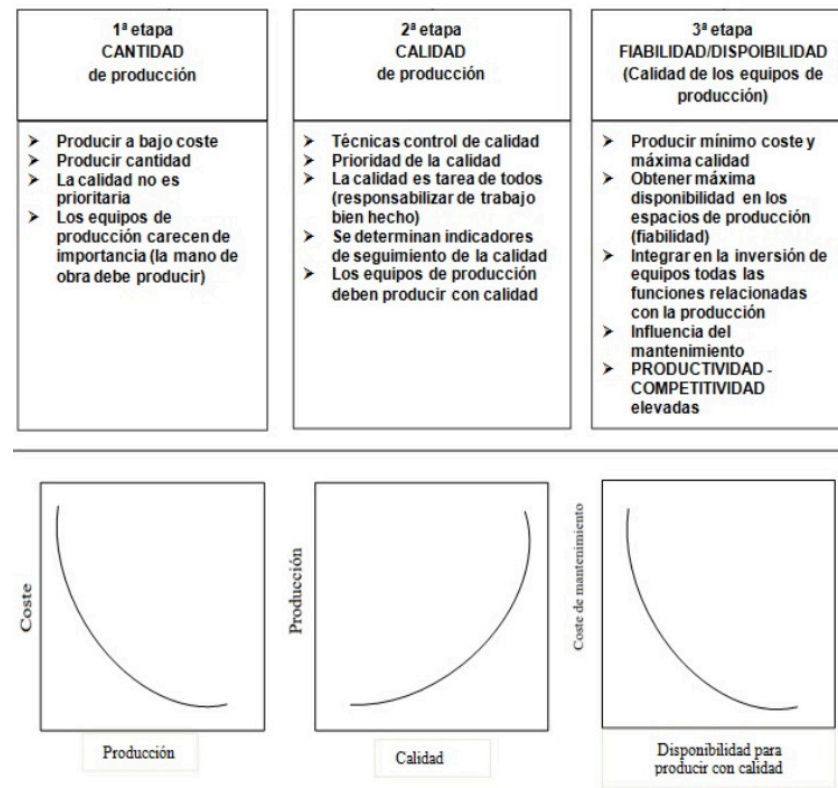 1ª etapa
CANTIDAD
de producción
➤ Producir a bajo coste
➤ Producir cantidad
➤ La calidad no es
prioritaria
➤ Los equipos de
producción carecen de
importancia (la mano de
obra debe producir)
2ª etapa
CALIDAD
de producción
➤ Técnicas control de calidad
➤ Prioridad de la calidad
➤ La calidad es tarea de todos
(responsabilizar de trabajo
bien hecho)
➤ Se determinan indicadores
de seguimiento de la calidad
➤ Los equipos de producción
deben producir con calidad
3ª etapa
FIABILIDAD/DISPOIBILIDAD
(Calidad de los equipos de
producción)
➤ Producir mínimo coste y
máxima calidad
➤ Obtener máxima
disponibilidad en los
espacios de producción
(fiabilidad)
➤ Integrar en la inversión de
equipos todas las
funciones relacionadas
con la producción
➤ Influencia del
mantenimiento
➤ PRODUCTIVIDAD -
COMPETITIVIDAD
elevadas
Coste
Producción
Producción
Calidad
Coste de mantenimiento
Disponibilidad para
producir con calidad